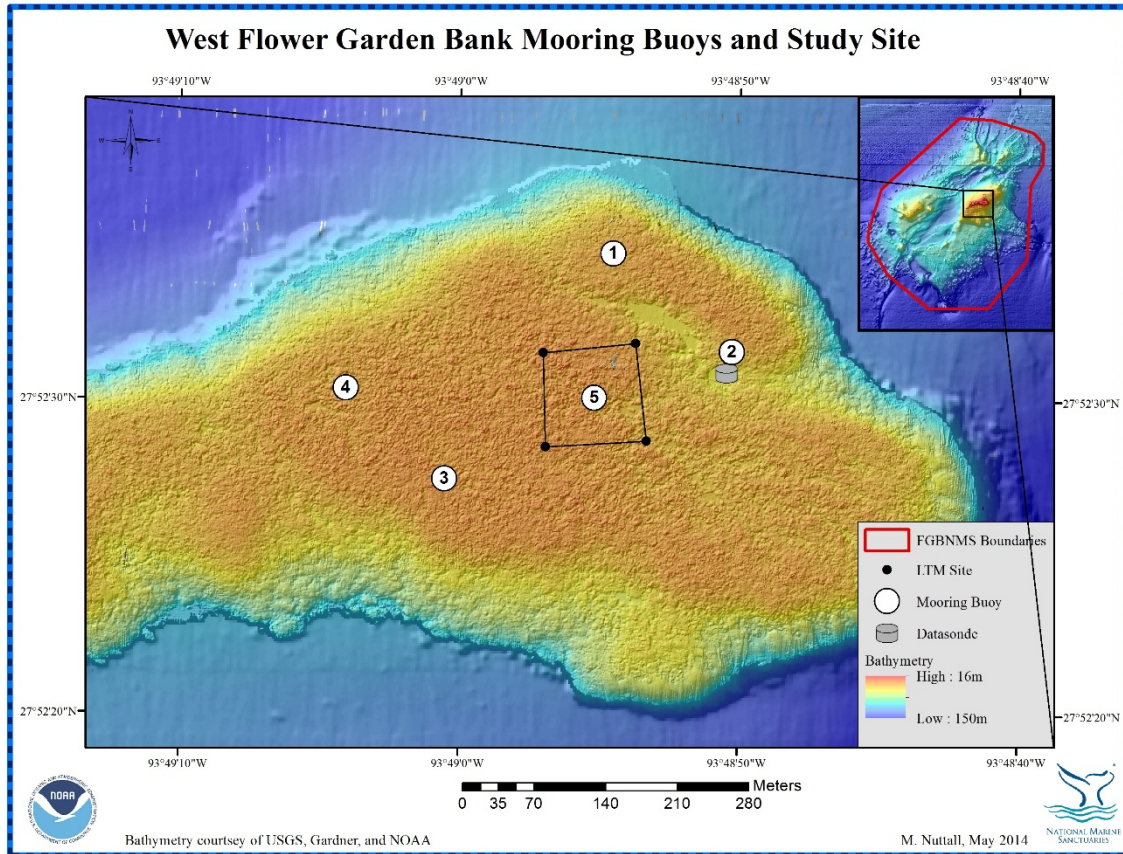 West Flower Garden Bank Mooring Buoys and Study Site
93°49'10"W 93°49'0"W 93°48'50"W 93°48'40"W
N
W E
S
1
2
27°52'30"N 27°52'30"N
4
5
3
FGBNMS Boundaries
LTM Site
Mooring Buoy
Datasonde
Bathymetry
High : 16m
Low : 150m
27°52'20"N 27°52'20"N
93°49'10"W 93°49'0"W 93°48'50"W 93°48'40"W
Meters
0 35 70 140 210 280
NOAA
NATIONAL MARINE
SANCTUARIES
Bathymetry courtsey of USGS, Gardner, and NOAA
M. Nuttall, May 2014